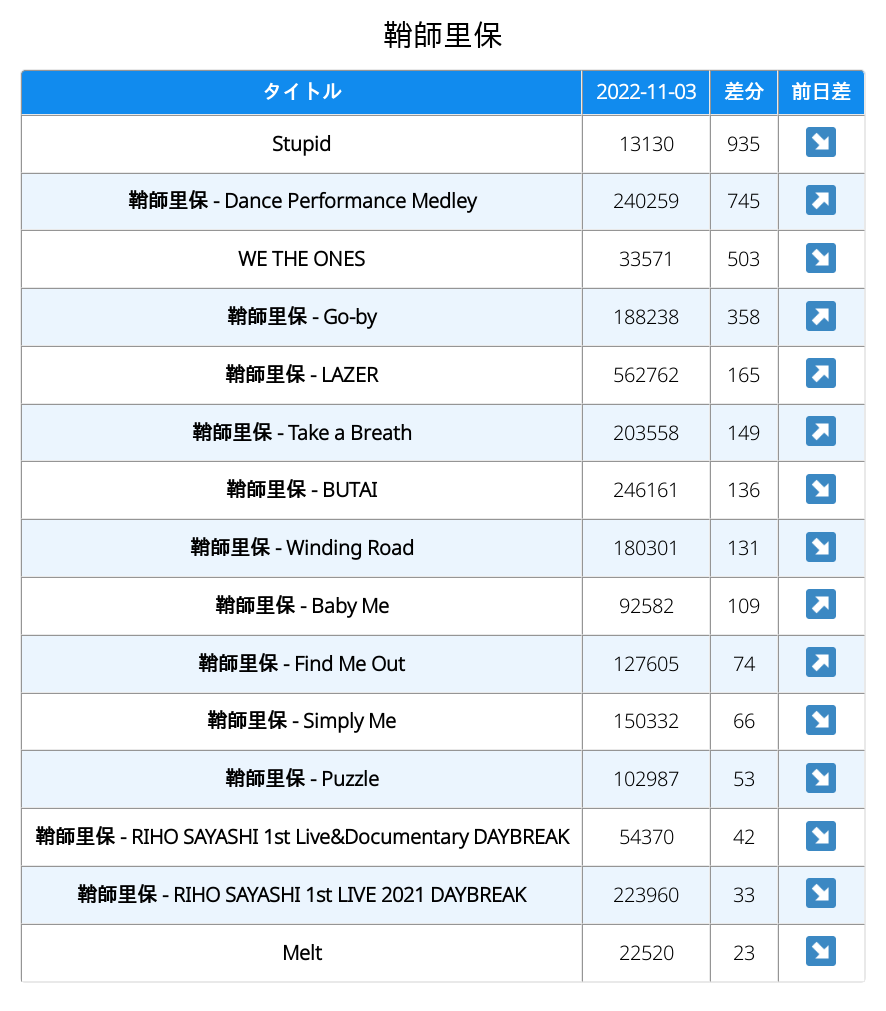 鞘師里保
タイトル 2022-11-03 差分 前日差
Stupid 13130 935 ↘
鞘師里保 - Dance Performance Medley 240259 745 ↗
WE THE ONES 33571 503 ↘
鞘師里保 - Go-by 188238 358 ↗
鞘師里保 - LAZER 562762 165 ↗
鞘師里保 - Take a Breath 203558 149 ↗
鞘師里保 - BUTAI 246161 136 ↘
鞘師里保 - Winding Road 180301 131 ↘
鞘師里保 - Baby Me 92582 109 ↗
鞘師里保 - Find Me Out 127605 74 ↗
鞘師里保 - Simply Me 150332 66 ↘
鞘師里保 - Puzzle 102987 53 ↘
鞘師里保 - RIHO SAYASHI 1st Live&Documentary DAYBREAK 54370 42 ↘
鞘師里保 - RIHO SAYASHI 1st LIVE 2021 DAYBREAK 223960 33 ↘
Melt 22520 23 ↘